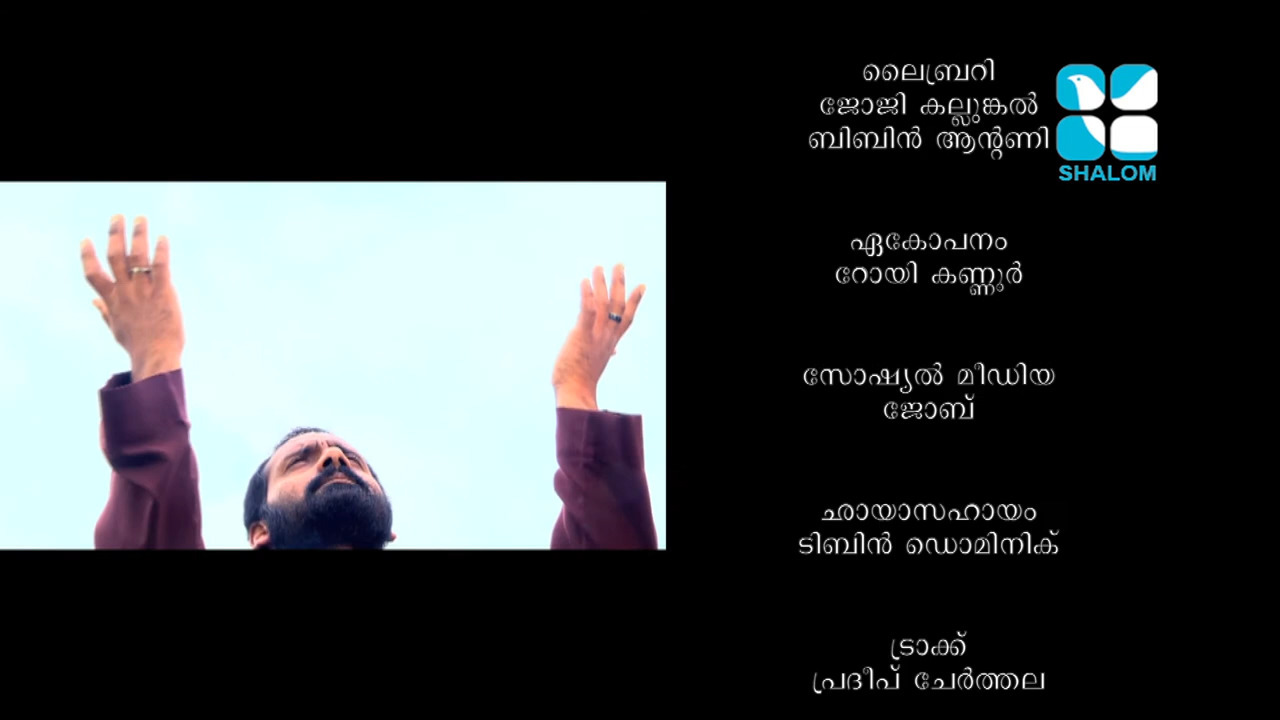 ലൈബ്രറി
ജോജി കല്ലുങ്കൽ
ബിബിൻ ആന്റണി
SHALOM
ഏകോപനം
റോയി കണ്ണൂർ
സോഷ്യൽ മീഡിയ
ജോബ്
ഛായാസഹായം
ടിബിൻ ഡൊമിനിക്
ട്രാക്ക്
പ്രദീപ് ചേർത്തല